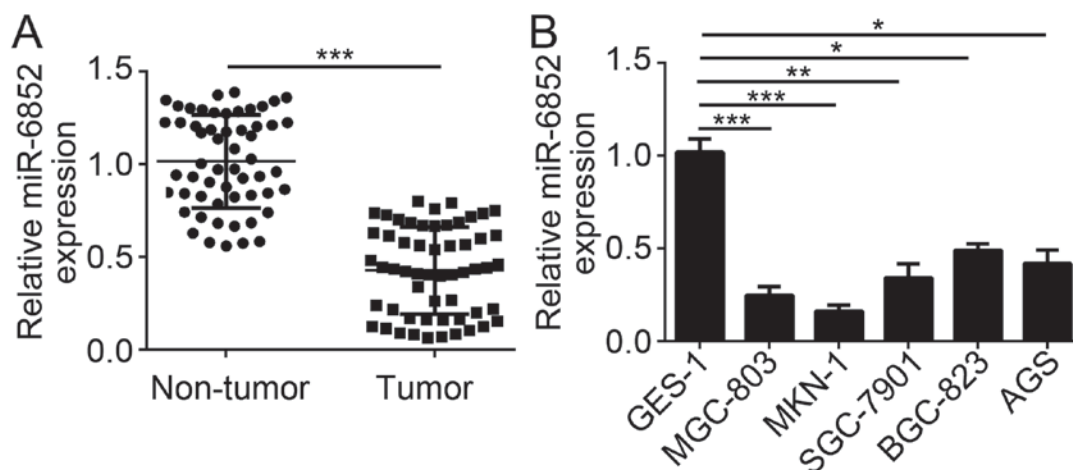 A
Relative miR-6852
expression
1.5
1.0
0.5
0.0
***
Non-tumor
Tumor
B
Relative miR-6852
expression
1.5
1.0
0.5
0.0
*
*
**
***
***
GES-1
MGC-803
MKN-1
SGC-7901
BGC-823
AGS